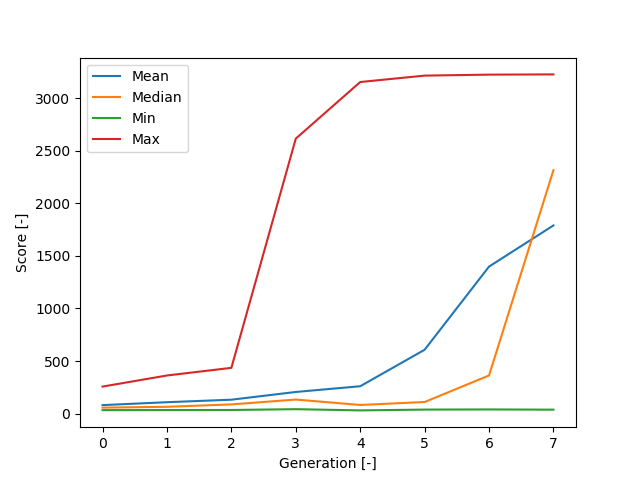 Mean
Median
Min
Max
3000
2500
2000
1500
1000
500
0
Score [-]
0 1 2 3 4 5 6 7
Generation [-]